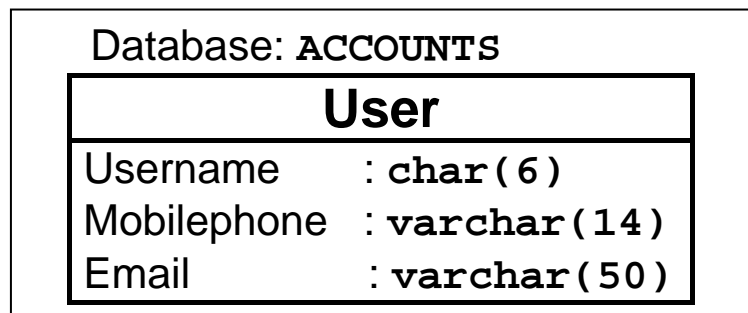 Database: ACCOUNTS
User
Username : char(6)
Mobilephone : varchar(14)
Email : varchar(50)